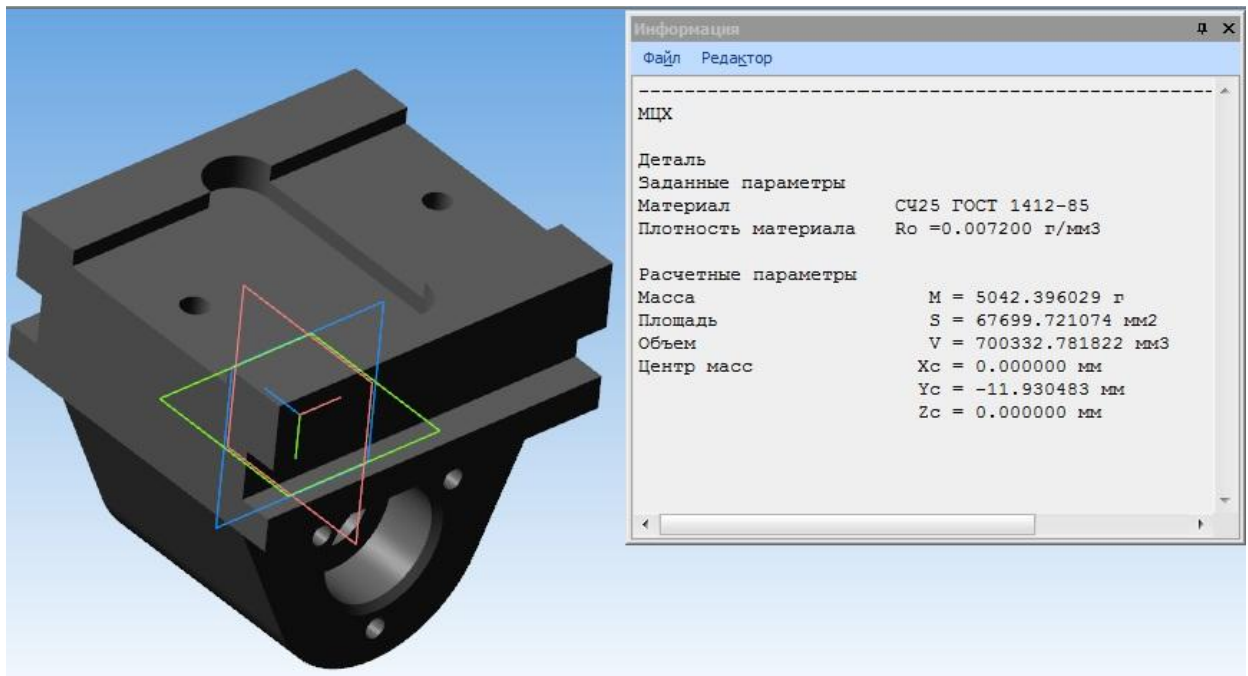 Информация
Файл Редактор
--------------------------------------------------
МЦХ
Деталь
Заданные параметры
Материал СЧ25 ГОСТ 1412-85
Плотность материала Ro =0.007200 г/мм3
Расчетные параметры
Масса M = 5042.396029 г
Площадь S = 67699.721074 мм2
Объем V = 700332.781822 мм3
Центр масс Xc = 0.000000 мм
Yc = -11.930483 мм
Zc = 0.000000 мм